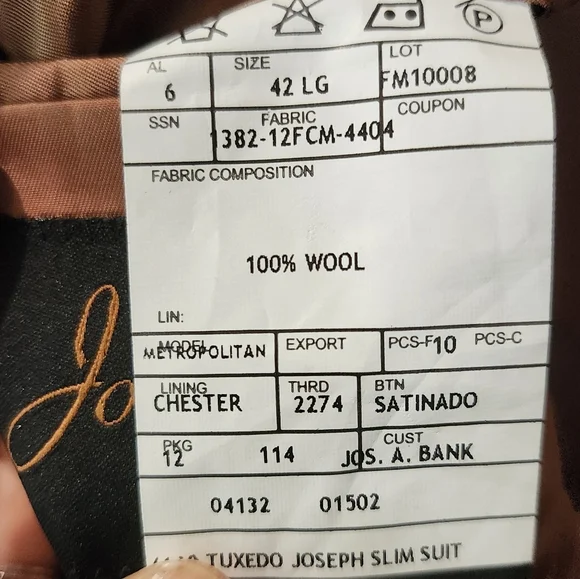 P
AL SIZE LOT
6 42 LG FM10008
SSN FABRIC COUPON
1382-12FCM-4404
FABRIC COMPOSITION
100% WOOL
LIN:
MODEL EXPORT PCS-F10 PCS-C
METROPOLITAN
LINING THRD BTN
CHESTER 2274 SATINADO
PKG CUST
12 114 JOS. A. BANK
04132 01502
TUXEDO JOSEPH SLIM SUIT
Jo